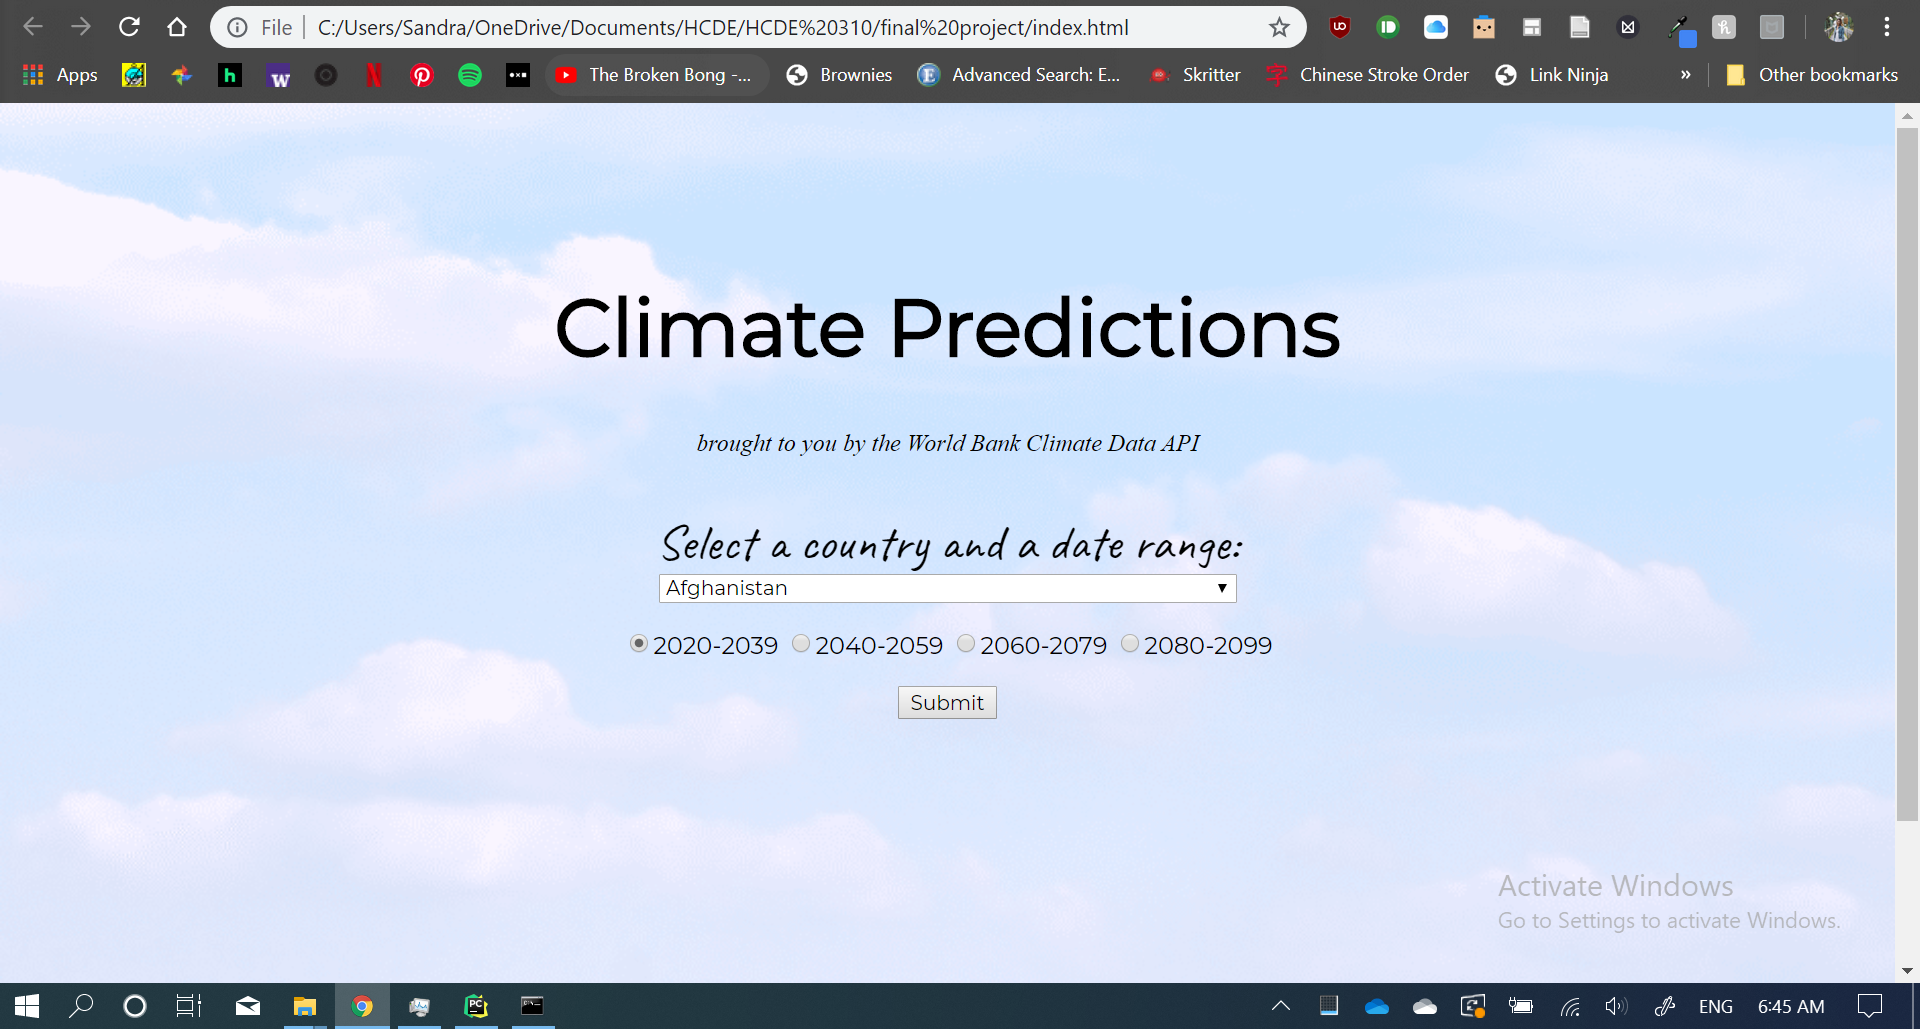 File
C:/Users/Sandra/OneDrive/Documents/HCDE/HCDE%20310/final%20project/index.html
Apps
The Broken Bong -...
Brownies
Advanced Search: E...
Skritter
字
Chinese Stroke Order
Link Ninja
»
Other bookmarks
Climate Predictions
brought to you by the World Bank Climate Data API
Select a country and a date range:
Afghanistan
2020-2039 2040-2059 2060-2079 2080-2099
Submit
Activate Windows
Go to Settings to activate Windows.
ENG
6:45 AM